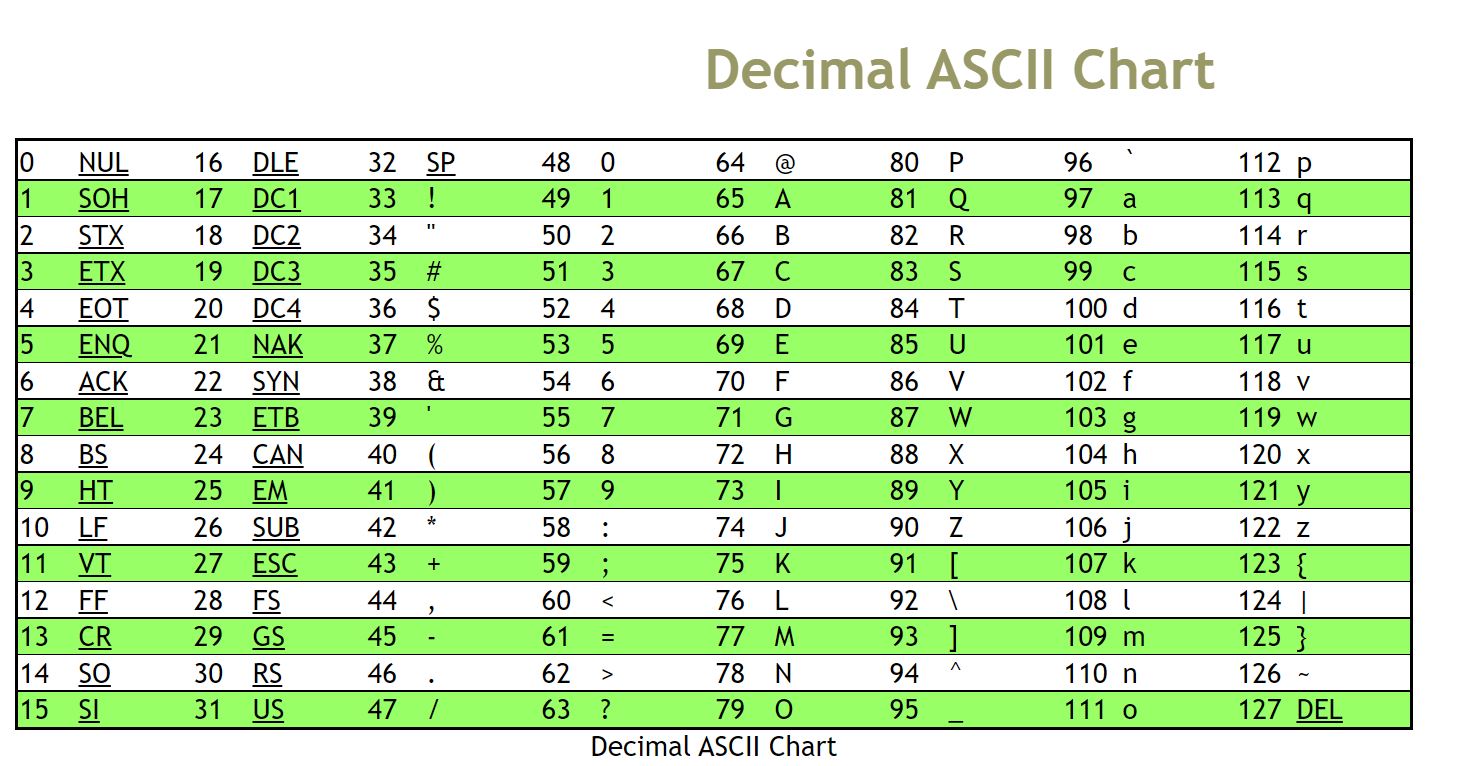 Decimal ASCII Chart
0 NUL 16 DLE 32 SP 48 0 64 @ 80 P 96 ` 112 p
1 SOH 17 DC1 33 ! 49 1 65 A 81 Q 97 a 113 q
2 STX 18 DC2 34 " 50 2 66 B 82 R 98 b 114 r
3 ETX 19 DC3 35 # 51 3 67 C 83 S 99 c 115 s
4 EOT 20 DC4 36 $ 52 4 68 D 84 T 100 d 116 t
5 ENQ 21 NAK 37 % 53 5 69 E 85 U 101 e 117 u
6 ACK 22 SYN 38 & 54 6 70 F 86 V 102 f 118 v
7 BEL 23 ETB 39 ' 55 7 71 G 87 W 103 g 119 w
8 BS 24 CAN 40 ( 56 8 72 H 88 X 104 h 120 x
9 HT 25 EM 41 ) 57 9 73 I 89 Y 105 i 121 y
10 LF 26 SUB 42 * 58 : 74 J 90 Z 106 j 122 z
11 VT 27 ESC 43 + 59 ; 75 K 91 [ 107 k 123 {
12 FF 28 FS 44 , 60 < 76 L 92 \ 108 l 124 |
13 CR 29 GS 45 - 61 = 77 M 93 ] 109 m 125 }
14 SO 30 RS 46 . 62 > 78 N 94 ^ 110 n 126 ~
15 SI 31 US 47 / 63 ? 79 O 95 _ 111 o 127 DEL
Decimal ASCII Chart